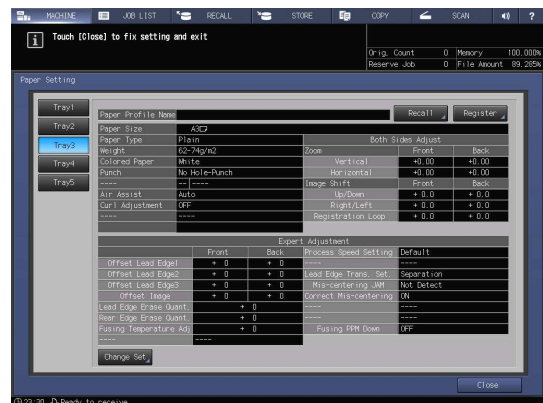 MACHINE JOB LIST RECALL STORE COPY SCAN ?
Touch [Close] to fix setting and exit
Orig. Count 0 Memory 100.000%
Reserve Job 0 File Amount 89.285%
Paper Setting
Tray1
Tray2
Tray3
Tray4
Tray5
Paper Profile Name Recall Register
Paper Size A3
Paper Type Plain Both Sides Adjust
Weight 62-74g/m2 Zoom Front Back
Colored Paper White Vertical +0.00 +0.00
Punch No Hole-Punch Horizontal +0.00 +0.00
---- -- ---- Image Shift Front Back
Air Assist Auto Up/Down + 0.0 + 0.0
Curl Adjustment OFF Right/Left + 0.0 + 0.0
---- ---- Registration Loop + 0.0 + 0.0
Expert Adjustment
Front Back Process Speed Setting Default
Offset Lead Edge1 + 0 + 0 ---- ----
Offset Lead Edge2 + 0 + 0 Lead Edge Trans. Set. Separation
Offset Lead Edge3 + 0 + 0 Mis-centering JAM Not Detect
Offset Image + 0 + 0 Correct Mis-centering ON
Lead Edge Erase Quant. + 0 ---- ----
Rear Edge Erase Quant. + 0 ---- ----
Fusing Temperature Adj + 0 Fusing PPM Down OFF
---- ----
Change Set
Close
23:30 Ready to receive